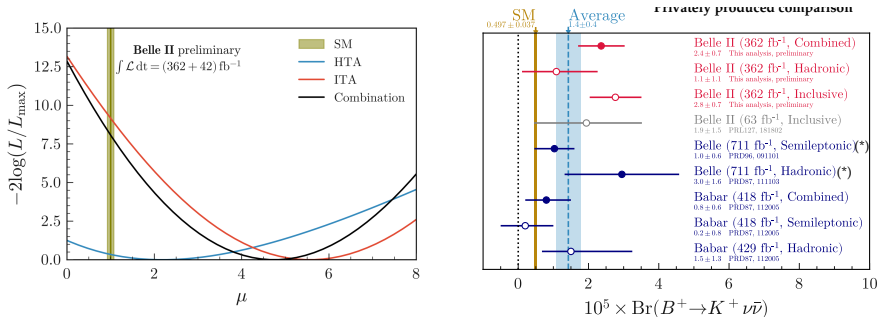 15.0
12.5
10.0
7.5
5.0
2.5
0.0
−2log(L/L_max)
Belle II preliminary
∫ ℒ dt = (362 + 42) fb⁻¹
SM
HTA
ITA
Combination
0 2 4 6 8
μ
Privately produced comparison
SM
0.497±0.037
Average
1.4±0.4
Belle II (362 fb⁻¹, Combined)
2.4±0.7 This analysis, preliminary
Belle II (362 fb⁻¹, Hadronic)
1.1±1.1 This analysis, preliminary
Belle II (362 fb⁻¹, Inclusive)
2.8±0.7 This analysis, preliminary
Belle II (63 fb⁻¹, Inclusive)
1.9±1.5 PRL127, 181802
Belle (711 fb⁻¹, Semileptonic)(*)
1.0±0.6 PRD96, 091101
Belle (711 fb⁻¹, Hadronic)(*)
3.0±1.6 PRD87, 111103
Babar (418 fb⁻¹, Combined)
0.8±0.6 PRD87, 112005
Babar (418 fb⁻¹, Semileptonic)
0.2±0.8 PRD87, 112005
Babar (429 fb⁻¹, Hadronic)
1.5±1.3 PRD87, 112005
0 2 4 6 8 10
10⁵ × Br(B⁺→K⁺νν̄)